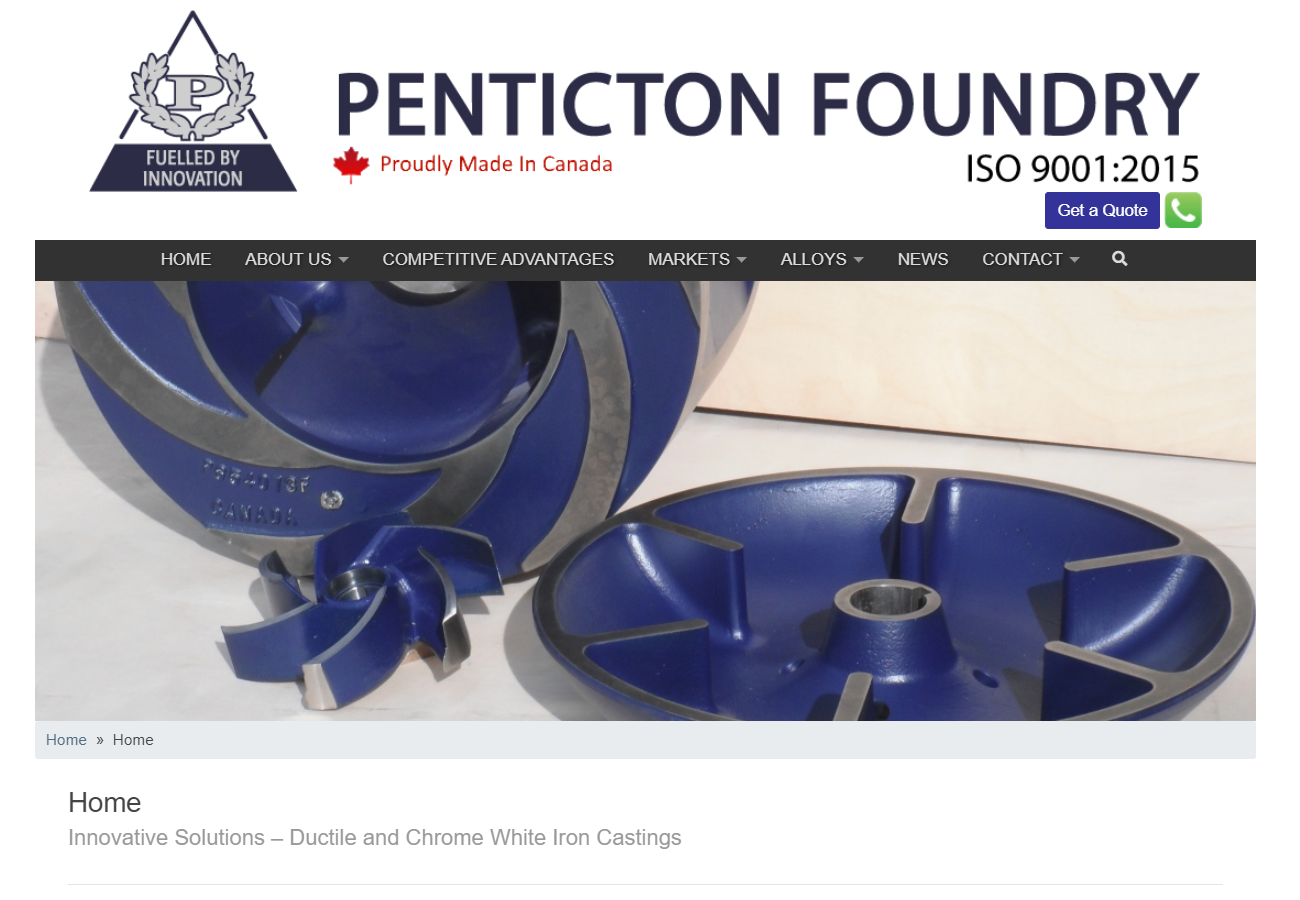 P
FUELLED BY
INNOVATION
PENTICTON FOUNDRY
Proudly Made In Canada
ISO 9001:2015
Get a Quote
HOME ABOUT US COMPETITIVE ADVANTAGES MARKETS ALLOYS NEWS CONTACT
CANADA
Home » Home
Home
Innovative Solutions – Ductile and Chrome White Iron Castings